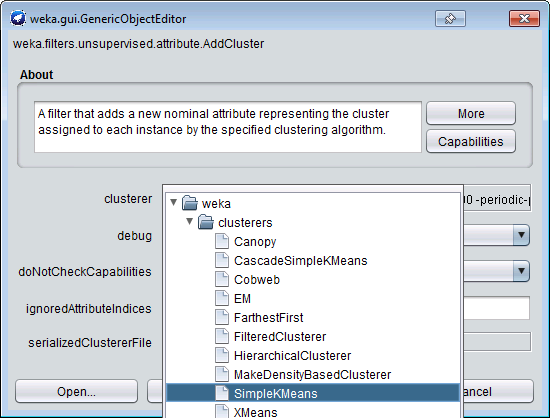 weka.gui.GenericObjectEditor
weka.filters.unsupervised.attribute.AddCluster
About
A filter that adds a new nominal attribute representing the cluster
assigned to each instance by the specified clustering algorithm.
More
Capabilities
clusterer
00 -periodic-p
debug
doNotCheckCapabilities
ignoredAttributeIndices
serializedClustererFile
weka
clusterers
Canopy
CascadeSimpleKMeans
Cobweb
EM
FarthestFirst
FilteredClusterer
HierarchicalClusterer
MakeDensityBasedClusterer
SimpleKMeans
XMeans
Open...
ancel